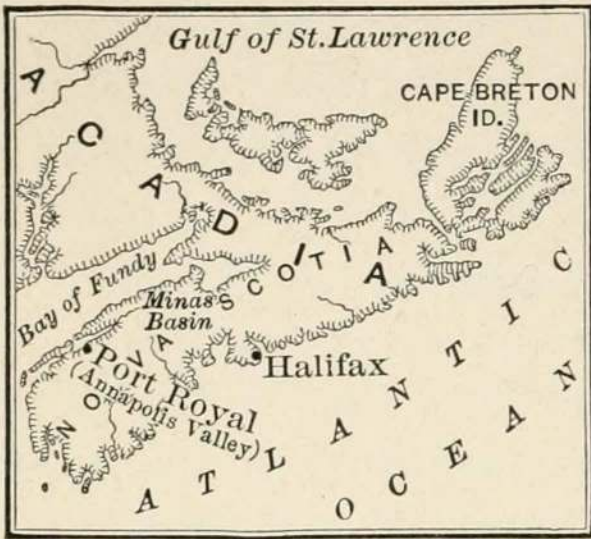 Gulf of St. Lawrence
CAPE BRETON
ID.
ACADIA
Bay of Fundy
Minas
Basin
NOVA SCOTIA
Port Royal
(Annapolis Valley)
Halifax
ATLANTIC
OCEAN